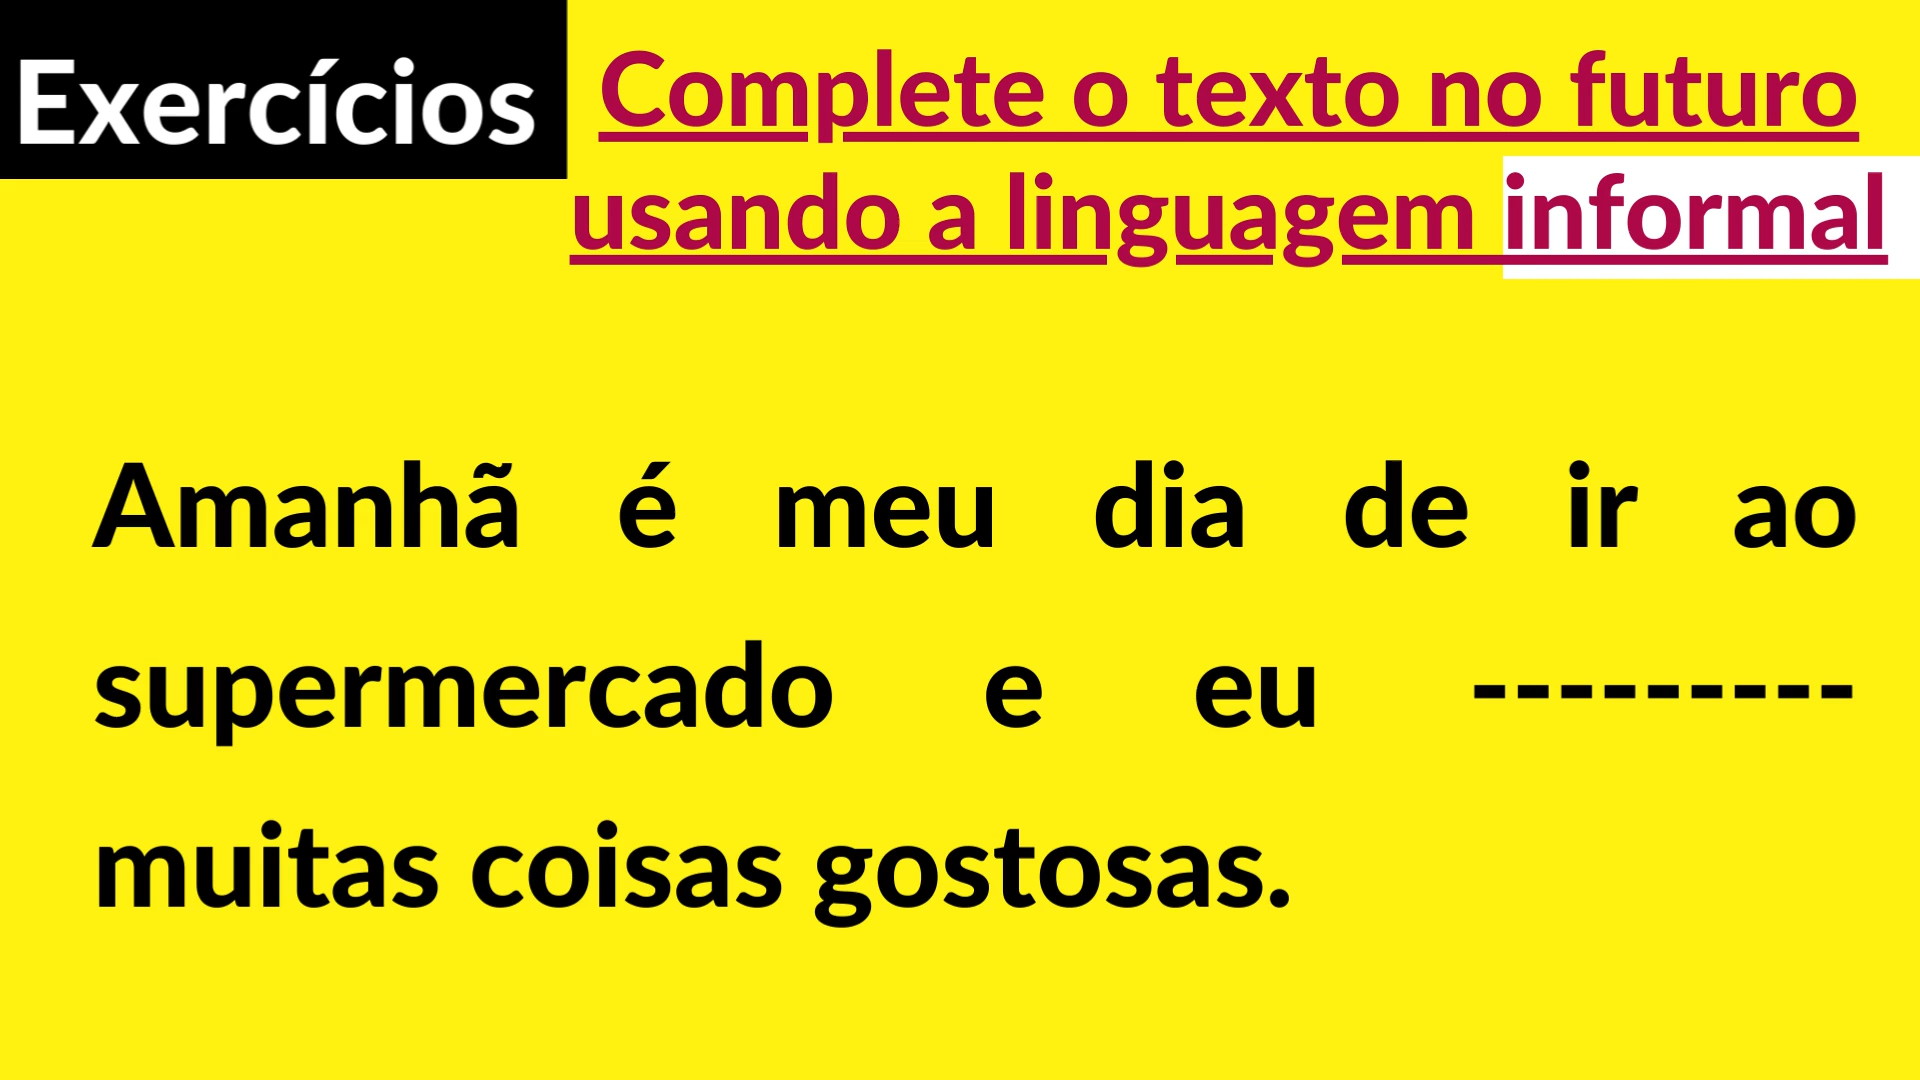 Exercícios
Complete o texto no futuro
usando a linguagem informal
Amanhã é meu dia de ir ao
supermercado e eu ---------
muitas coisas gostosas.